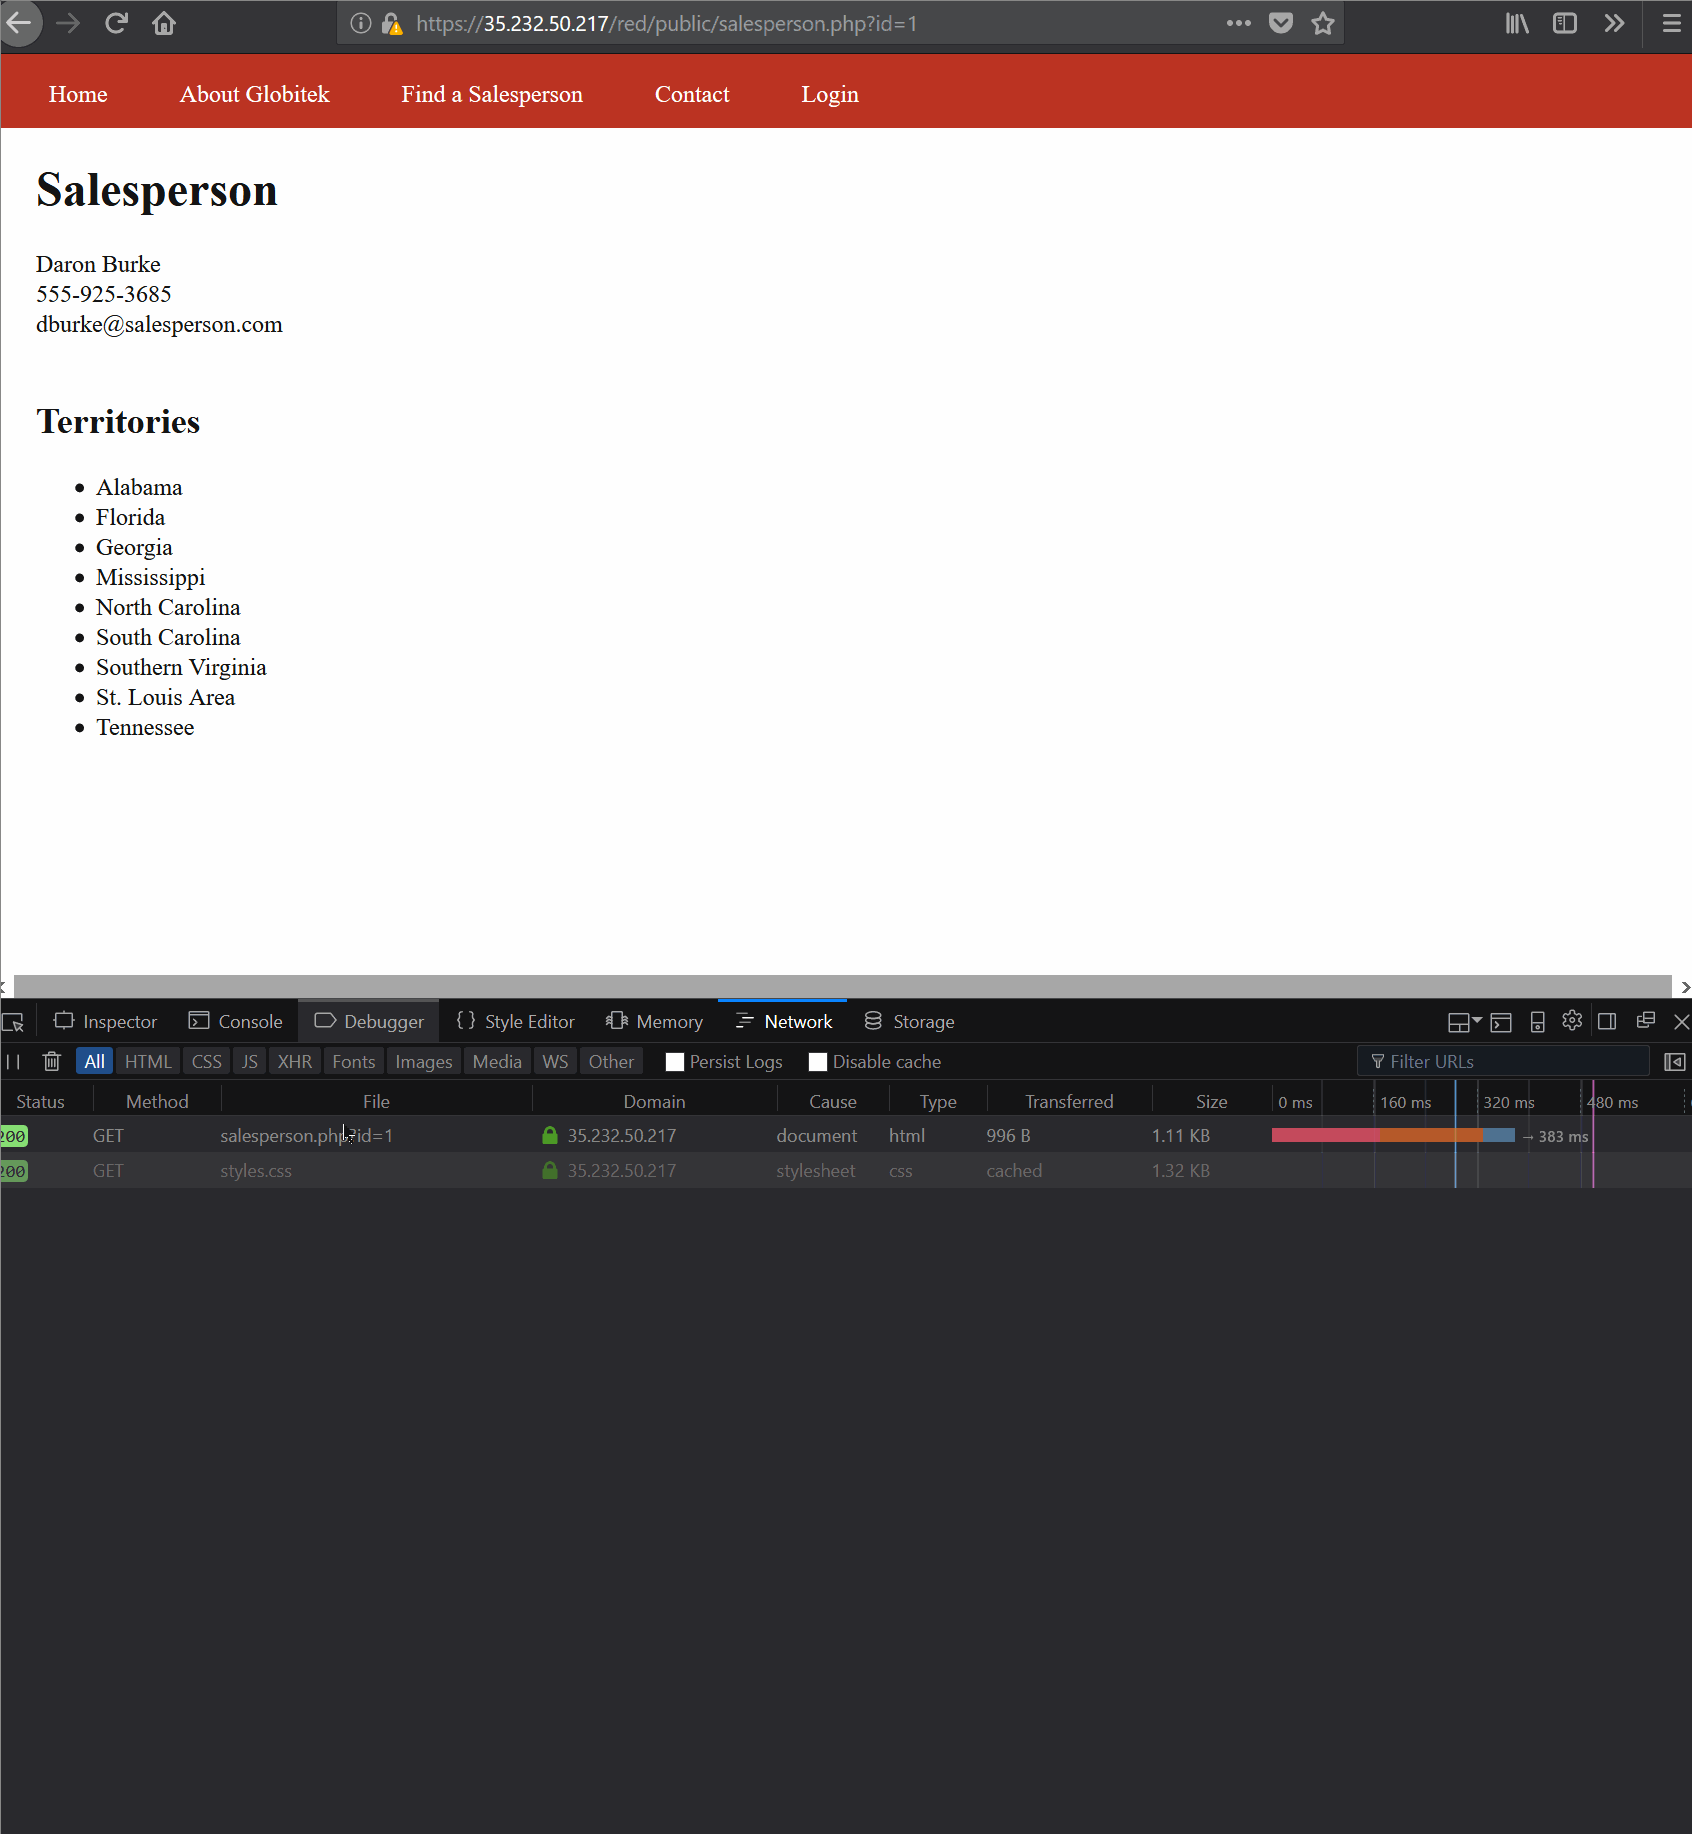 https://35.232.50.217/red/public/salesperson.php?id=1
Home About Globitek Find a Salesperson Contact Login
Salesperson
Daron Burke
555-925-3685
dburke@salesperson.com
Territories
Alabama
Florida
Georgia
Mississippi
North Carolina
South Carolina
Southern Virginia
St. Louis Area
Tennessee
Inspector Console Debugger {} Style Editor Memory Network Storage
All HTML CSS JS XHR Fonts Images Media WS Other Persist Logs Disable cache Filter URLs
Status Method File Domain Cause Type Transferred Size 0 ms 160 ms 320 ms 480 ms
200 GET salesperson.php?id=1 35.232.50.217 document html 996 B 1.11 KB → 383 ms
200 GET styles.css 35.232.50.217 stylesheet css cached 1.32 KB